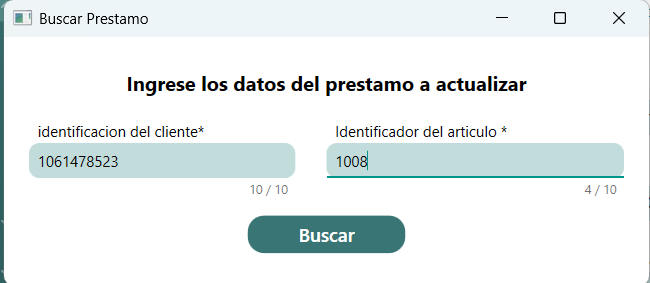 Buscar Prestamo
Ingrese los datos del prestamo a actualizar
identificacion del cliente*
Identificador del articulo *
1061478523
1008
10 / 10
4 / 10
Buscar